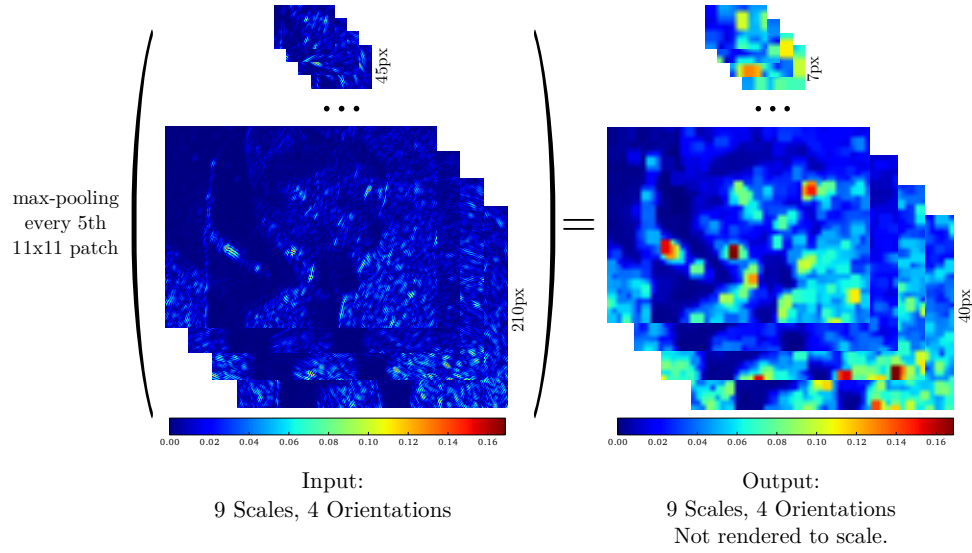 45px
7px
• • •
• • •
max-pooling
every 5th
11x11 patch
=
210px
40px
0.00 0.02 0.04 0.06 0.08 0.10 0.12 0.14 0.16
0.00 0.02 0.04 0.06 0.08 0.10 0.12 0.14 0.16
Input:
9 Scales, 4 Orientations
Output:
9 Scales, 4 Orientations
Not rendered to scale.